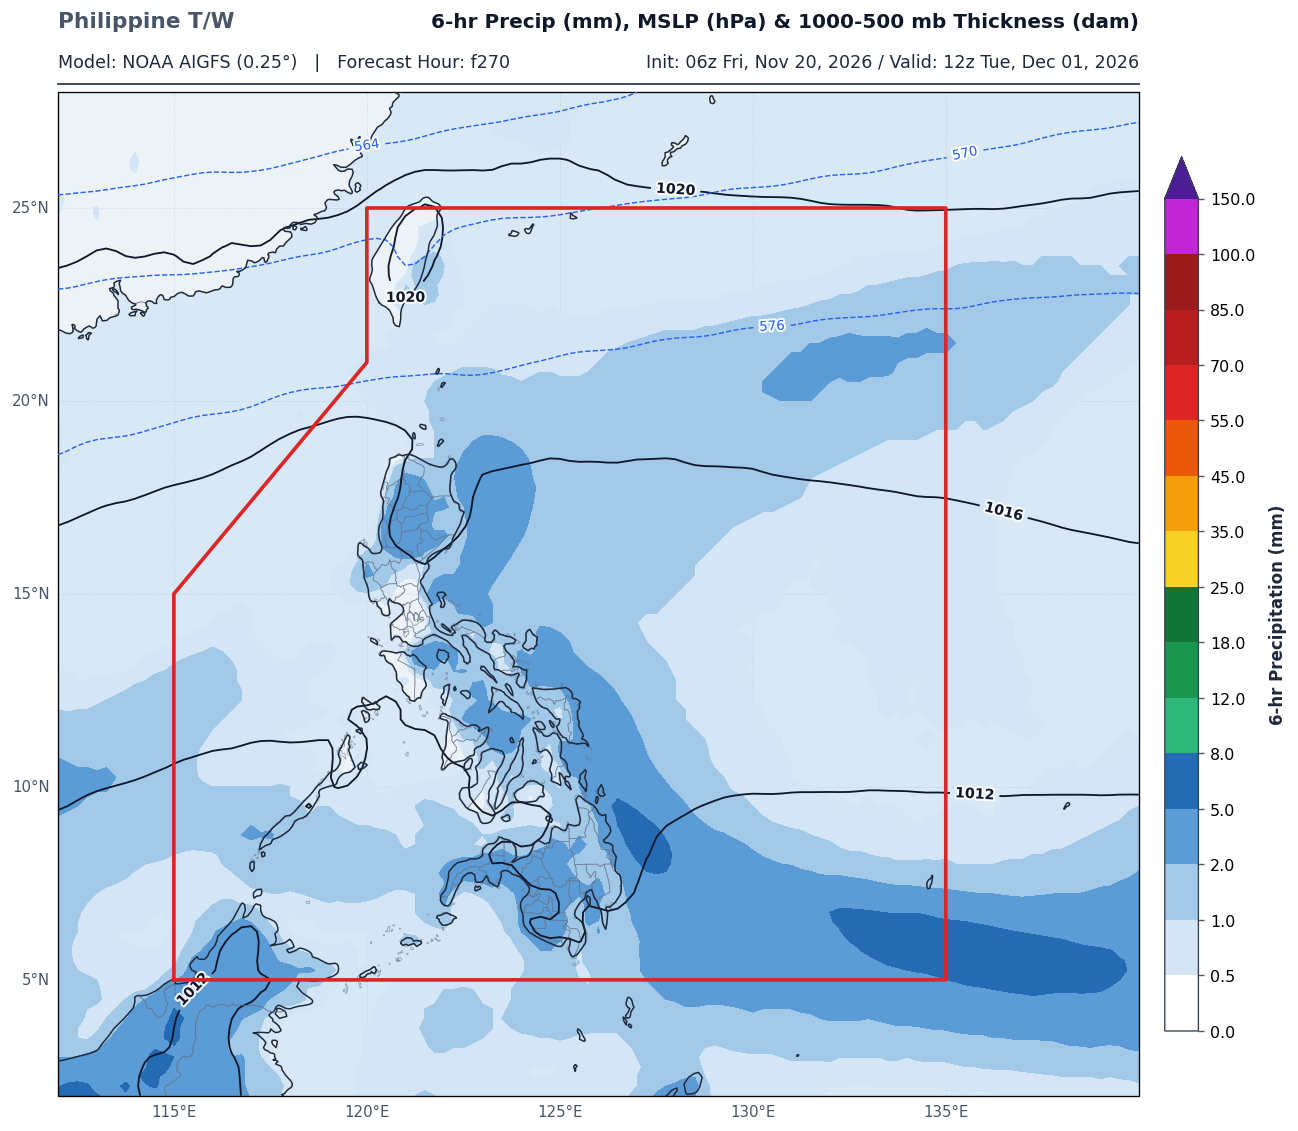 Philippine T/W
6-hr Precip (mm), MSLP (hPa) & 1000-500 mb Thickness (dam)
Model: NOAA AIGFS (0.25°) | Forecast Hour: f270
Init: 06z Fri, Nov 20, 2026 / Valid: 12z Tue, Dec 01, 2026
564
570
1020
1020
576
1016
1012
1012
25°N
20°N
15°N
10°N
5°N
115°E
120°E
125°E
130°E
135°E
150.0
100.0
85.0
70.0
55.0
45.0
35.0
25.0
18.0
12.0
8.0
5.0
2.0
1.0
0.5
0.0
6-hr Precipitation (mm)